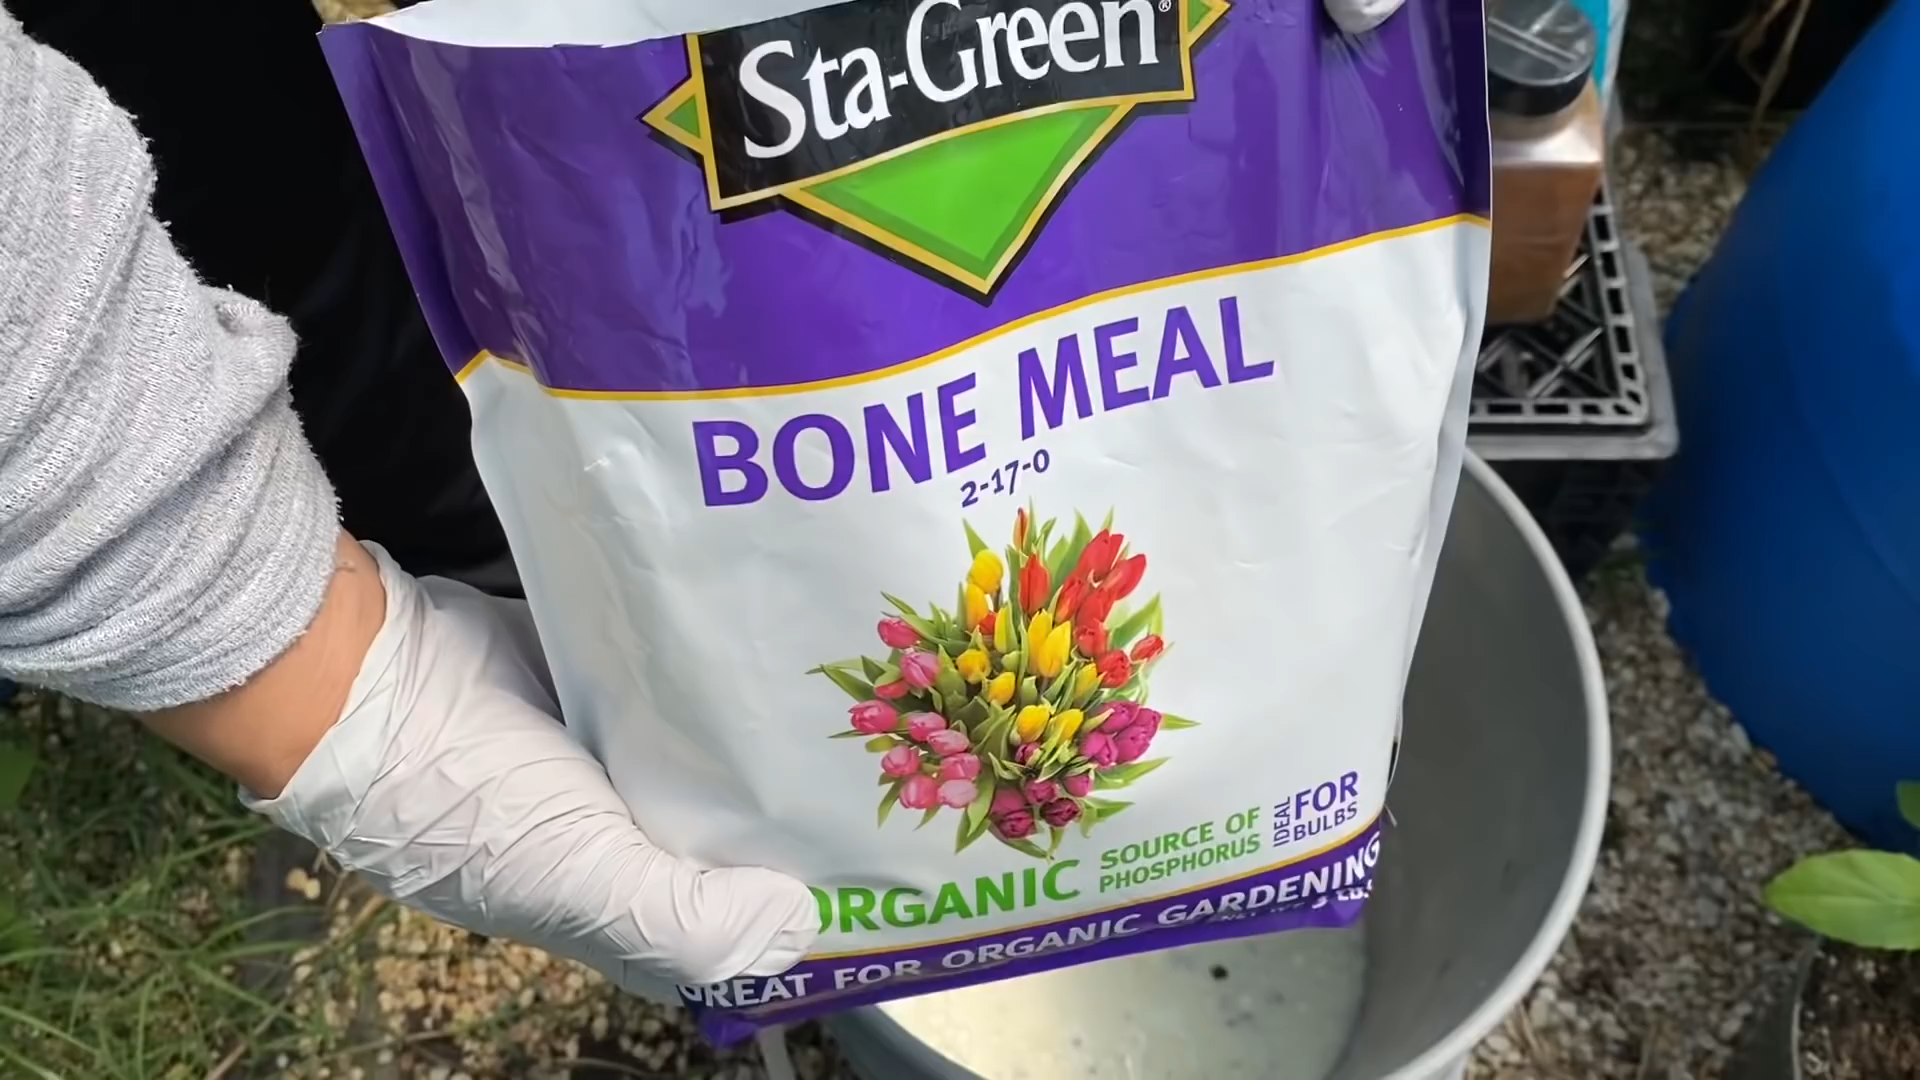 Sta-Green®
BONE MEAL
2-17-0
ORGANIC
SOURCE OF
PHOSPHORUS
IDEAL
FOR
BULBS
GREAT FOR ORGANIC GARDENING